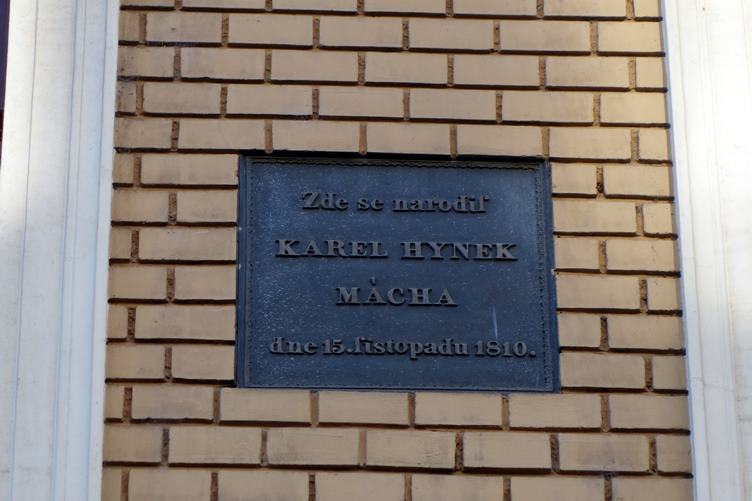 Zde se narodil
KAREL HYNEK
MÁCHA
dne 15. listopadu 1810.